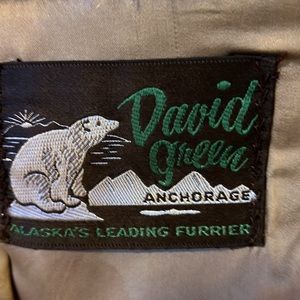 David
green
ANCHORAGE
ALASKA'S LEADING FURRIER